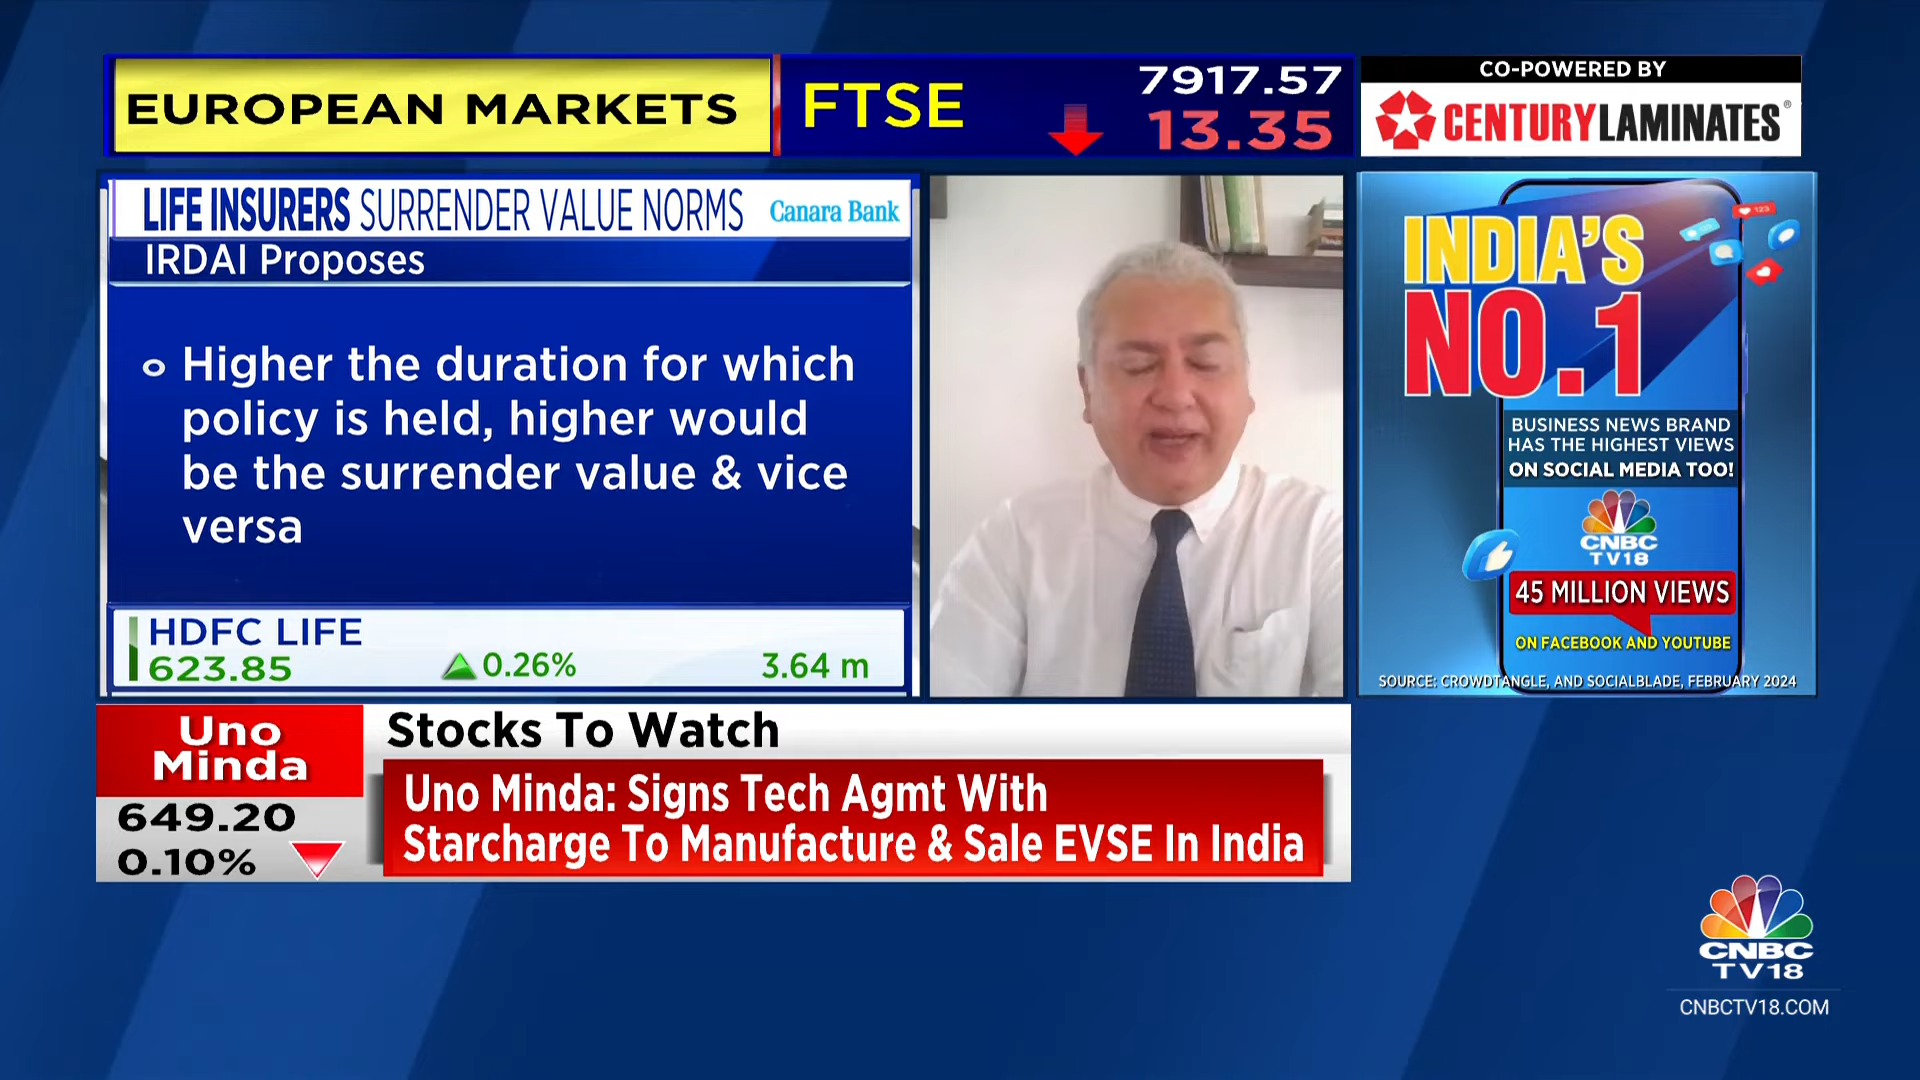 EUROPEAN MARKETS
FTSE
7917.57
13.35
CO-POWERED BY
CENTURYLAMINATES®
LIFE INSURERS SURRENDER VALUE NORMS
Canara Bank
IRDAI Proposes
Higher the duration for which
policy is held, higher would
be the surrender value & vice
versa
HDFC LIFE
623.85
0.26%
3.64 m
INDIA'S
NO.1
BUSINESS NEWS BRAND
HAS THE HIGHEST VIEWS
ON SOCIAL MEDIA TOO!
CNBC
TV18
45 MILLION VIEWS
ON FACEBOOK AND YOUTUBE
SOURCE: CROWDTANGLE, AND SOCIALBLADE, FEBRUARY 2024
Uno
Minda
649.20
0.10%
Stocks To Watch
Uno Minda: Signs Tech Agmt With
Starcharge To Manufacture & Sale EVSE In India
CNBC
TV18
CNBCTV18.COM